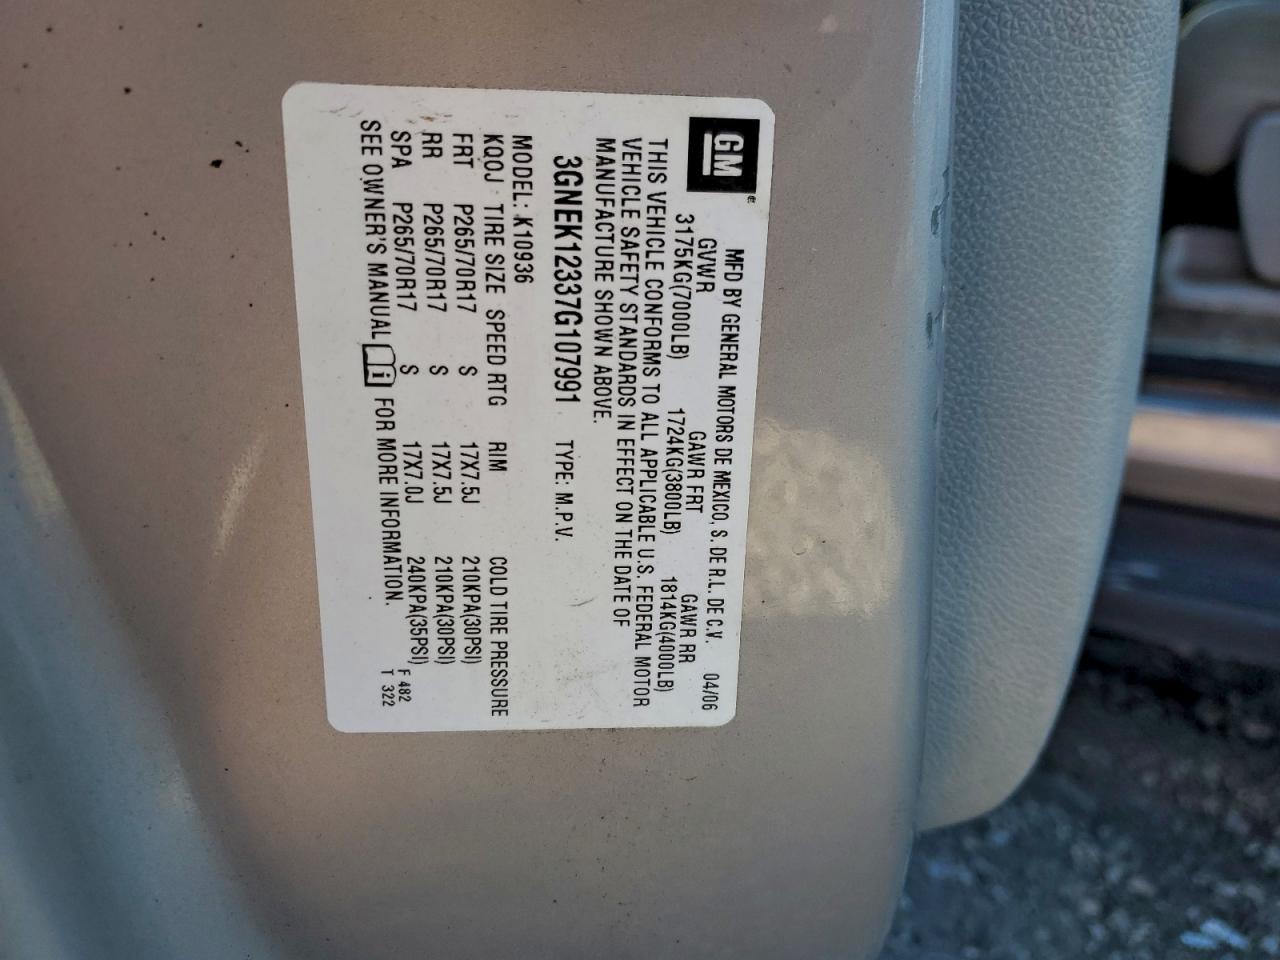 GM
MFD BY GENERAL MOTORS DE MEXICO, S. DE R.L. DE C.V. 04/06
GVWR GAWR FRT GAWR RR
3175KG(7000LB) 1724KG(3800LB) 1814KG(4000LB)
THIS VEHICLE CONFORMS TO ALL APPLICABLE U.S. FEDERAL MOTOR
VEHICLE SAFETY STANDARDS IN EFFECT ON THE DATE OF
MANUFACTURE SHOWN ABOVE.
3GNEK12337G107991 TYPE: M.P.V.
MODEL: K10936
KQOJ TIRE SIZE SPEED RTG RIM COLD TIRE PRESSURE
FRT P265/70R17 S 17X7.5J 210KPA(30PSI)
RR P265/70R17 S 17X7.5J 210KPA(30PSI)
SPA P265/70R17 S 17X7.0J 240KPA(35PSI)
SEE OWNER'S MANUAL i FOR MORE INFORMATION.
F 482
T 322